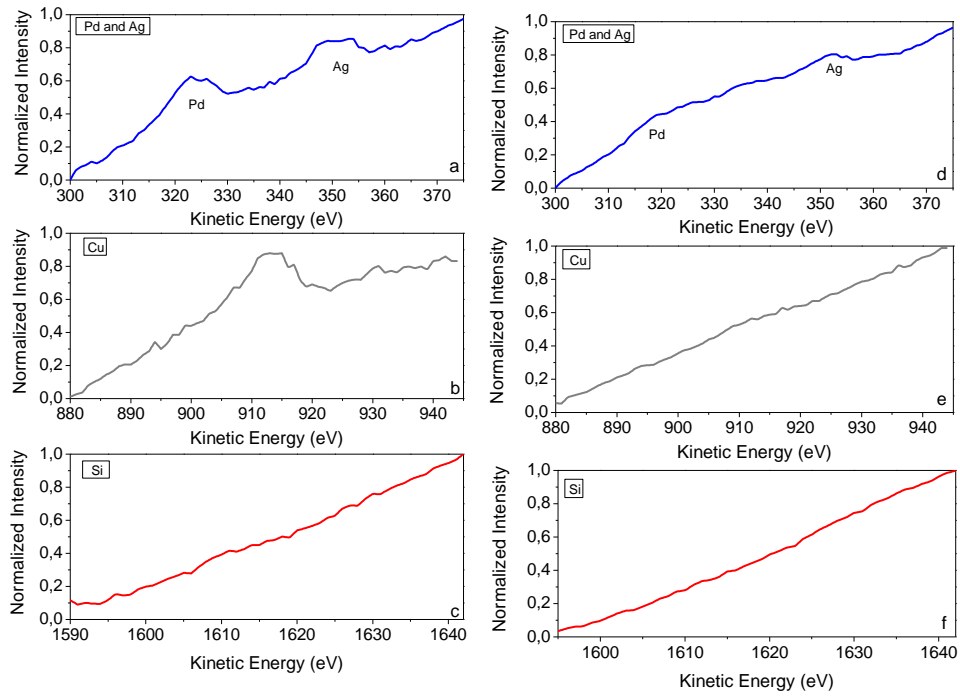 Pd and Ag
Normalized Intensity
1,0
0,8
0,6
0,4
0,2
0,0
Pd
Ag
a
300 310 320 330 340 350 360 370
Kinetic Energy (eV)
Pd and Ag
Normalized Intensity
1,0
0,8
0,6
0,4
0,2
0,0
Pd
Ag
d
300 310 320 330 340 350 360 370
Kinetic Energy (eV)
Cu
Normalized Intensity
1,0
0,8
0,6
0,4
0,2
0,0
b
880 890 900 910 920 930 940
Kinetic Energy (eV)
Cu
Normalized Intensity
1,0
0,8
0,6
0,4
0,2
0,0
e
880 890 900 910 920 930 940
Kinetic Energy (eV)
Si
Normalized Intensity
1,0
0,8
0,6
0,4
0,2
0,0
c
1590 1600 1610 1620 1630 1640
Kinetic Energy (eV)
Si
Normalized Intensity
1,0
0,8
0,6
0,4
0,2
0,0
f
1600 1610 1620 1630 1640
Kinetic Energy (eV)